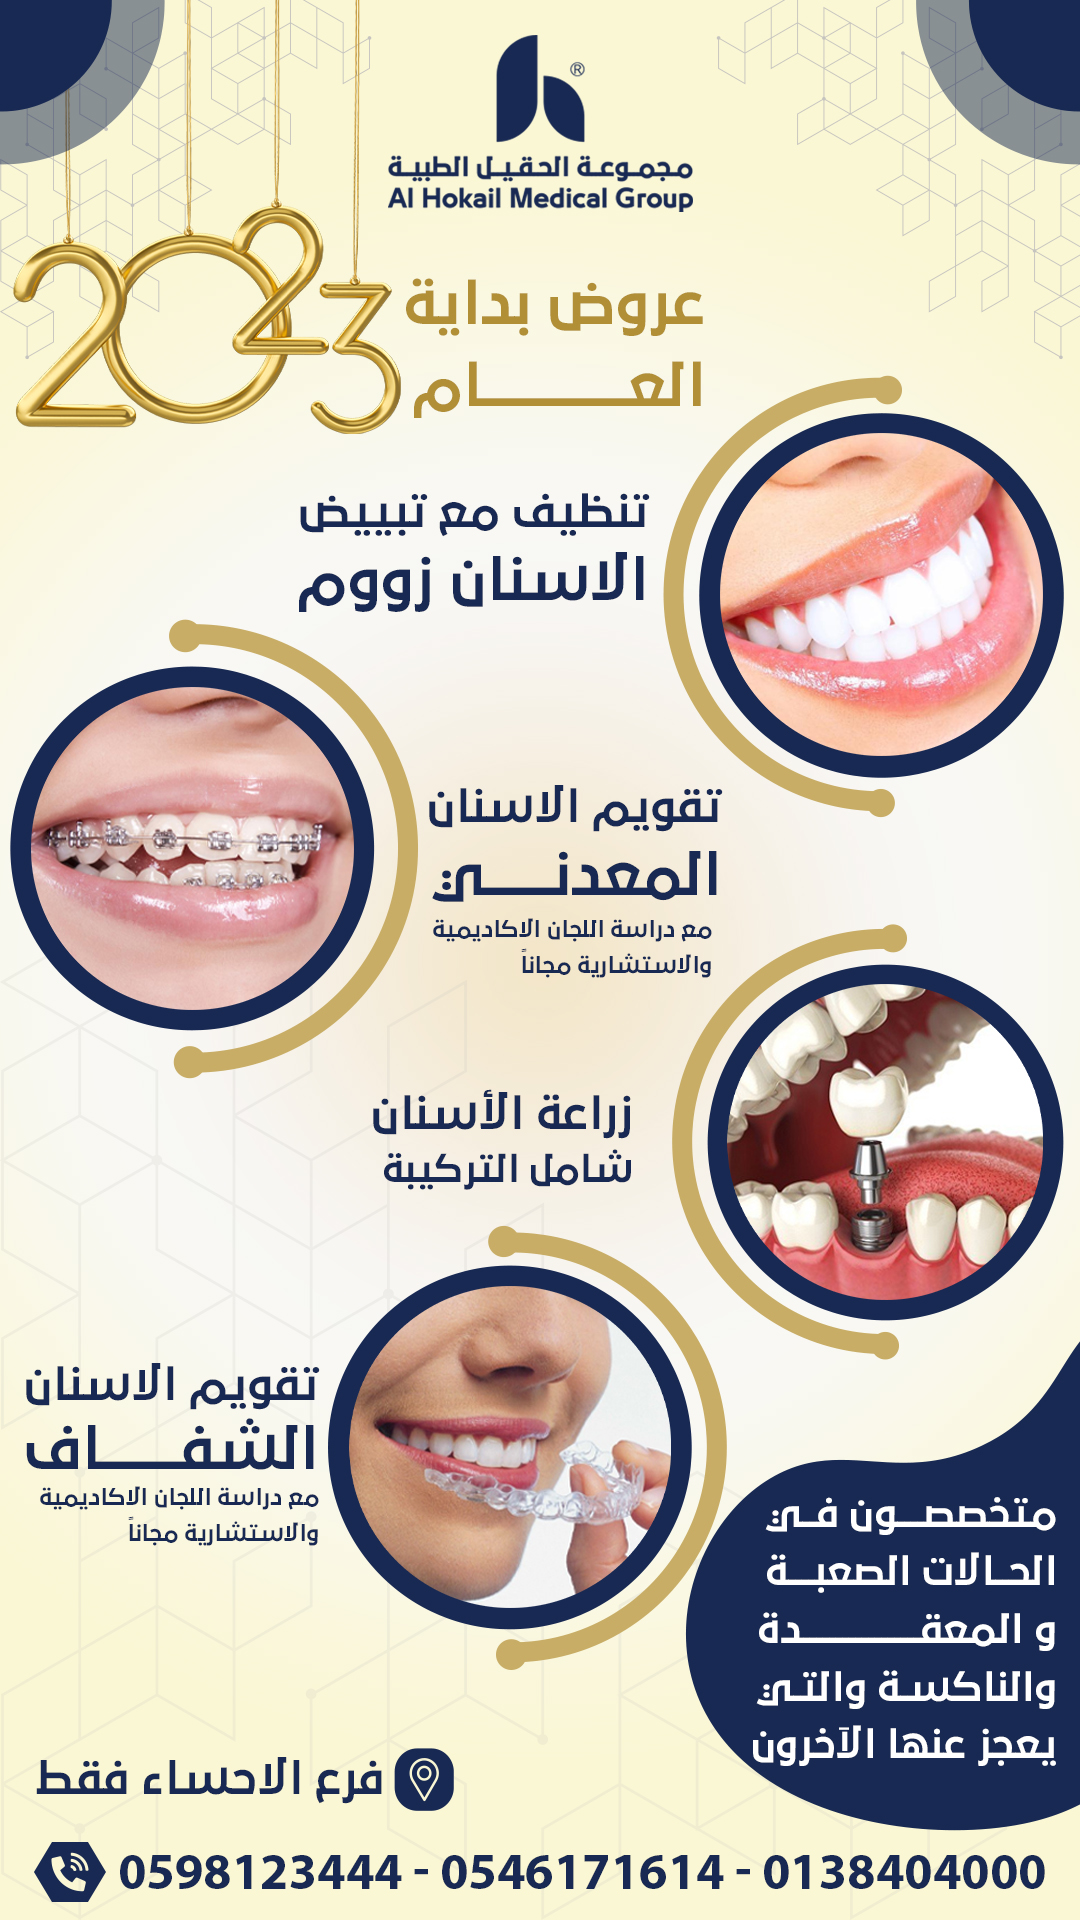 ®
مجموعة الحقيل الطبية
Al Hokail Medical Group
2023
عروض بداية
العـــــام
تنظيف مع تبييض
الاسنان زووم
تقويم الاسنان
المعدنـــي
مع دراسة اللجان الاكاديمية
والاستشارية مجاناً
زراعة الأسنان
شامل التركيبة
تقويم الاسنان
الشفـــاف
مع دراسة اللجان الاكاديمية
والاستشارية مجاناً
متخصصـون فـي
الحـالات الصعبـة
و المعقـــــدة
والناكسـة والتـي
يعجز عنها الآخرون
فرع الاحساء فقط
0598123444 - 0546171614 - 0138404000